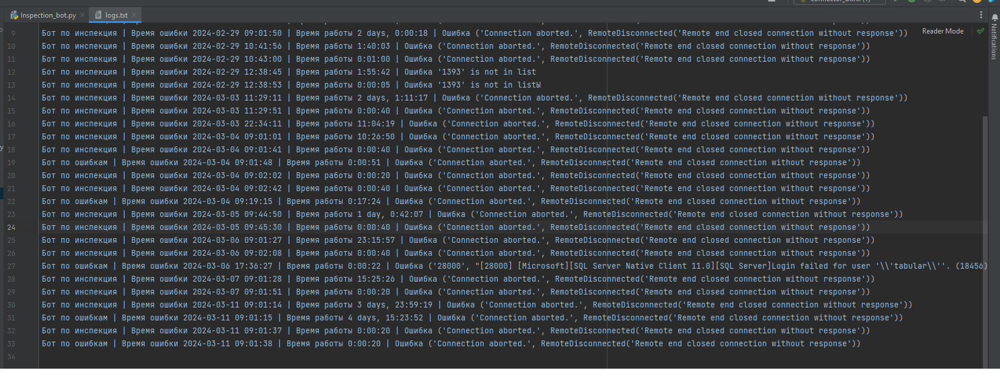 Inspection_bot.py
logs.txt
Reader Mode
Notifications
9 Бот по инспекция | Время ошибки 2024-02-29 09:01:50 | Время работы 2 days, 0:00:18 | Ошибка ('Connection aborted.', RemoteDisconnected('Remote end closed connection without response'))
10 Бот по инспекция | Время ошибки 2024-02-29 10:41:56 | Время работы 1:40:03 | Ошибка ('Connection aborted.', RemoteDisconnected('Remote end closed connection without response'))
11 Бот по инспекция | Время ошибки 2024-02-29 10:43:00 | Время работы 0:01:00 | Ошибка ('Connection aborted.', RemoteDisconnected('Remote end closed connection without response'))
12 Бот по инспекция | Время ошибки 2024-02-29 12:38:45 | Время работы 1:55:42 | Ошибка '1393' is not in list
13 Бот по инспекция | Время ошибки 2024-02-29 12:38:53 | Время работы 0:00:05 | Ошибка '1393' is not in listЫ
14 Бот по инспекция | Время ошибки 2024-03-03 11:29:11 | Время работы 2 days, 1:11:17 | Ошибка ('Connection aborted.', RemoteDisconnected('Remote end closed connection without response'))
15 Бот по инспекция | Время ошибки 2024-03-03 11:29:51 | Время работы 0:00:40 | Ошибка ('Connection aborted.', RemoteDisconnected('Remote end closed connection without response'))
16 Бот по инспекция | Время ошибки 2024-03-03 22:34:11 | Время работы 11:04:19 | Ошибка ('Connection aborted.', RemoteDisconnected('Remote end closed connection without response'))
17 Бот по инспекция | Время ошибки 2024-03-04 09:01:01 | Время работы 10:26:50 | Ошибка ('Connection aborted.', RemoteDisconnected('Remote end closed connection without response'))
18 Бот по инспекция | Время ошибки 2024-03-04 09:01:41 | Время работы 0:00:40 | Ошибка ('Connection aborted.', RemoteDisconnected('Remote end closed connection without response'))
19 Бот по ошибкам | Время ошибки 2024-03-04 09:01:48 | Время работы 0:00:51 | Ошибка ('Connection aborted.', RemoteDisconnected('Remote end closed connection without response'))
20 Бот по инспекция | Время ошибки 2024-03-04 09:02:02 | Время работы 0:00:20 | Ошибка ('Connection aborted.', RemoteDisconnected('Remote end closed connection without response'))
21 Бот по инспекция | Время ошибки 2024-03-04 09:02:42 | Время работы 0:00:40 | Ошибка ('Connection aborted.', RemoteDisconnected('Remote end closed connection without response'))
22 Бот по ошибкам | Время ошибки 2024-03-04 09:19:15 | Время работы 0:17:24 | Ошибка ('Connection aborted.', RemoteDisconnected('Remote end closed connection without response'))
23 Бот по инспекция | Время ошибки 2024-03-05 09:44:50 | Время работы 1 day, 0:42:07 | Ошибка ('Connection aborted.', RemoteDisconnected('Remote end closed connection without response'))
24 Бот по инспекция | Время ошибки 2024-03-05 09:45:30 | Время работы 0:00:40 | Ошибка ('Connection aborted.', RemoteDisconnected('Remote end closed connection without response'))
25 Бот по инспекция | Время ошибки 2024-03-06 09:01:27 | Время работы 23:15:57 | Ошибка ('Connection aborted.', RemoteDisconnected('Remote end closed connection without response'))
26 Бот по инспекция | Время ошибки 2024-03-06 09:02:08 | Время работы 0:00:40 | Ошибка ('Connection aborted.', RemoteDisconnected('Remote end closed connection without response'))
27 Бот по ошибкам | Время ошибки 2024-03-06 17:36:27 | Время работы 0:00:22 | Ошибка ('28000', "[28000] [Microsoft][SQL Server Native Client 11.0][SQL Server]Login failed for user '\\'tabular\\''. (18456)
28 Бот по инспекция | Время ошибки 2024-03-07 09:01:28 | Время работы 15:25:26 | Ошибка ('Connection aborted.', RemoteDisconnected('Remote end closed connection without response'))
29 Бот по инспекция | Время ошибки 2024-03-07 09:01:51 | Время работы 0:00:20 | Ошибка ('Connection aborted.', RemoteDisconnected('Remote end closed connection without response'))
30 Бот по инспекция | Время ошибки 2024-03-11 09:01:14 | Время работы 3 days, 23:59:19 | Ошибка ('Connection aborted.', RemoteDisconnected('Remote end closed connection without response'))
31 Бот по ошибкам | Время ошибки 2024-03-11 09:01:15 | Время работы 4 days, 15:23:52 | Ошибка ('Connection aborted.', RemoteDisconnected('Remote end closed connection without response'))
32 Бот по инспекция | Время ошибки 2024-03-11 09:01:37 | Время работы 0:00:20 | Ошибка ('Connection aborted.', RemoteDisconnected('Remote end closed connection without response'))
33 Бот по ошибкам | Время ошибки 2024-03-11 09:01:38 | Время работы 0:00:20 | Ошибка ('Connection aborted.', RemoteDisconnected('Remote end closed connection without response'))
34